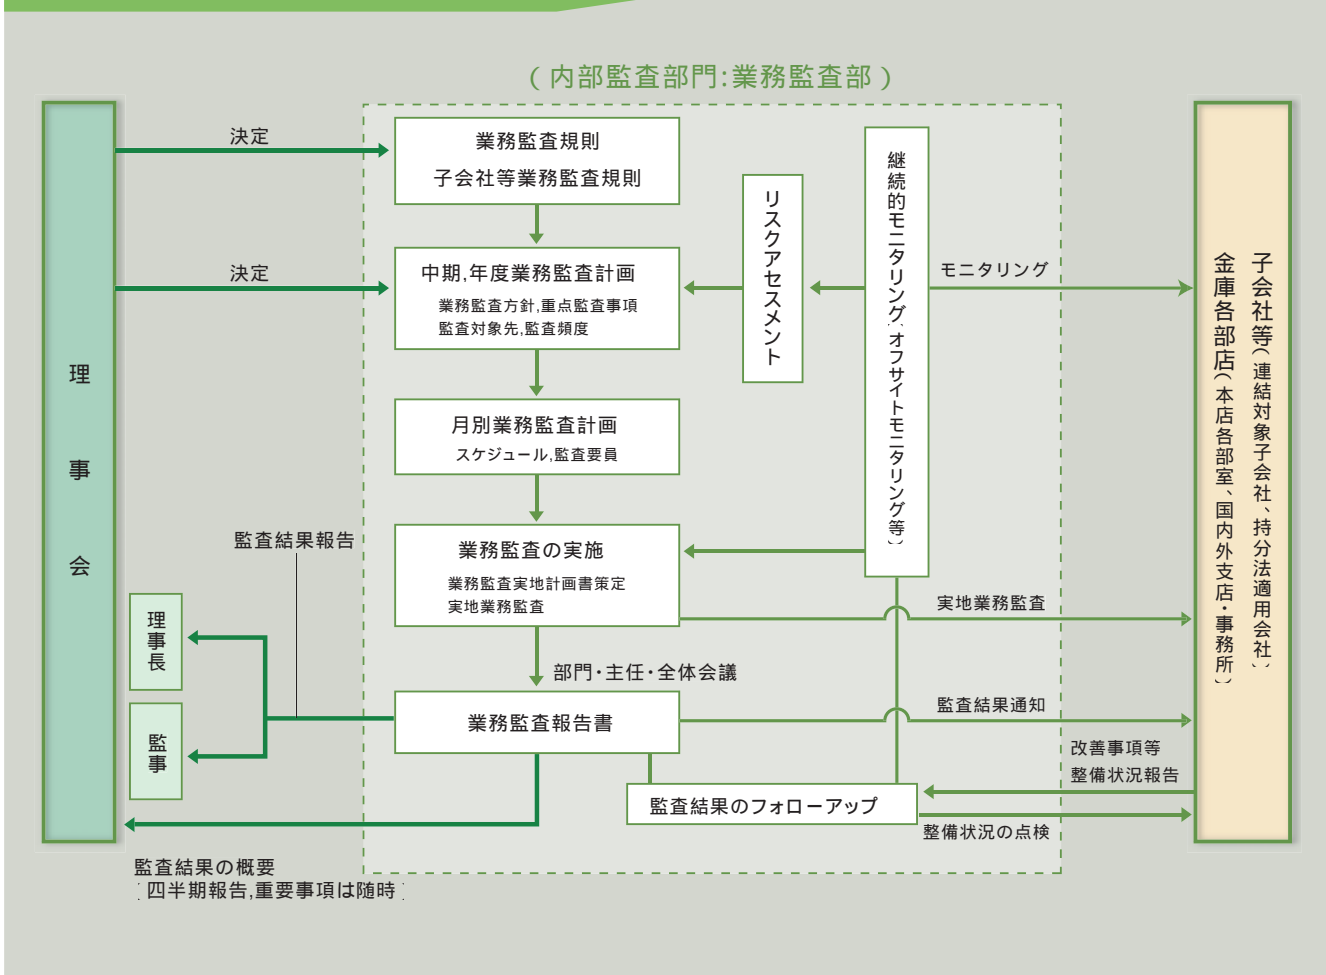 (内部監査部門:業務監査部)
理事会
決定
業務監査規則
子会社等業務監査規則
決定
中期,年度業務監査計画
業務監査方針,重点監査事項
監査対象先,監査頻度
リスクアセスメント
継続的モニタリング(オフサイトモニタリング等)
モニタリング
子会社等(連結対象子会社、持分法適用会社)
金庫各部店(本店各部室、国内外支店・事務所)
月別業務監査計画
スケジュール,監査要員
業務監査の実施
業務監査実地計画書策定
実地業務監査
実地業務監査
監査結果報告
理事長
監事
部門・主任・全体会議
業務監査報告書
監査結果通知
改善事項等
整備状況報告
監査結果のフォローアップ
整備状況の点検
監査結果の概要
(四半期報告,重要事項は随時)